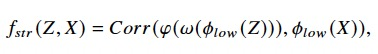 f_{str}(Z, X) = Corr(φ(ω(ϕ_{low}(Z))), ϕ_{low}(X)),